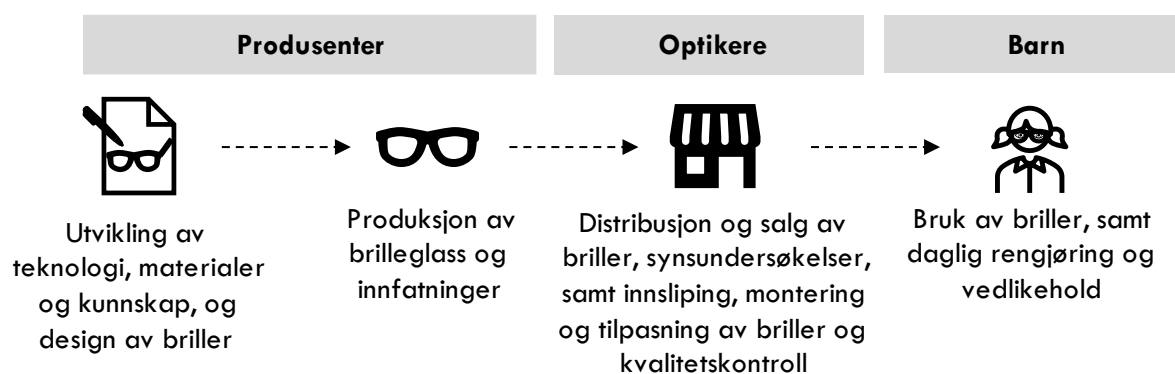 Produsenter
Optikere
Barn
Utvikling av
teknologi, materialer
og kunnskap, og
design av briller
Produksjon av
brilleglass og
innfatninger
Distribusjon og salg av
briller, synsundersøkelser,
samt innsliping, montering
og tilpasning av briller og
kvalitetskontroll
Bruk av briller, samt
daglig rengjøring og
vedlikehold